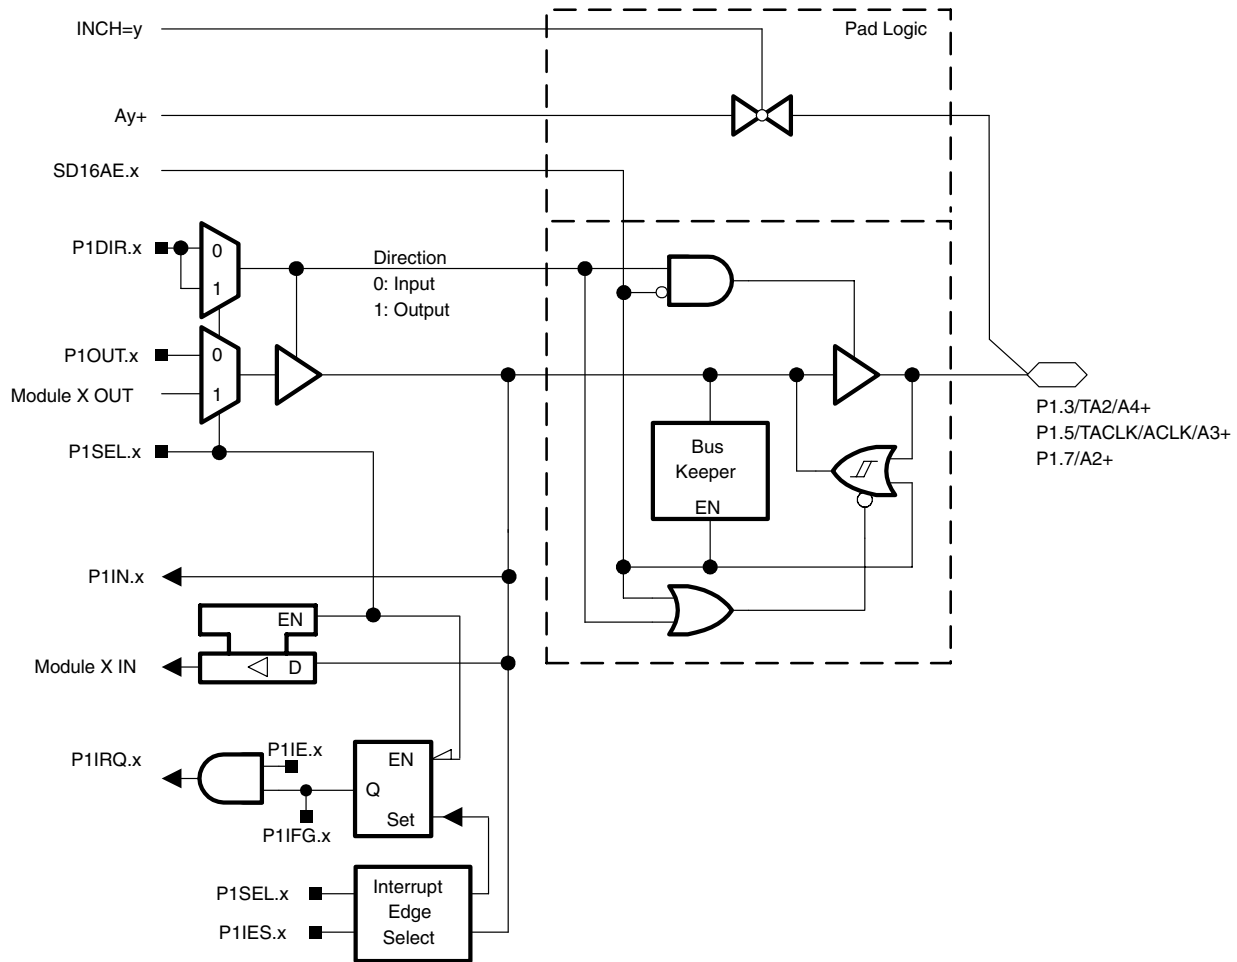 INCH=y
Pad Logic
Ay+
SD16AE.x
P1DIR.x
0
1
Direction
0: Input
1: Output
P1OUT.x
0
Module X OUT
1
P1SEL.x
Bus
Keeper
EN
P1.3/TA2/A4+
P1.5/TACLK/ACLK/A3+
P1.7/A2+
P1IN.x
EN
Module X IN
D
P1IRQ.x
P1IE.x
P1IFG.x
EN
Q
Set
P1SEL.x
P1IES.x
Interrupt
Edge
Select